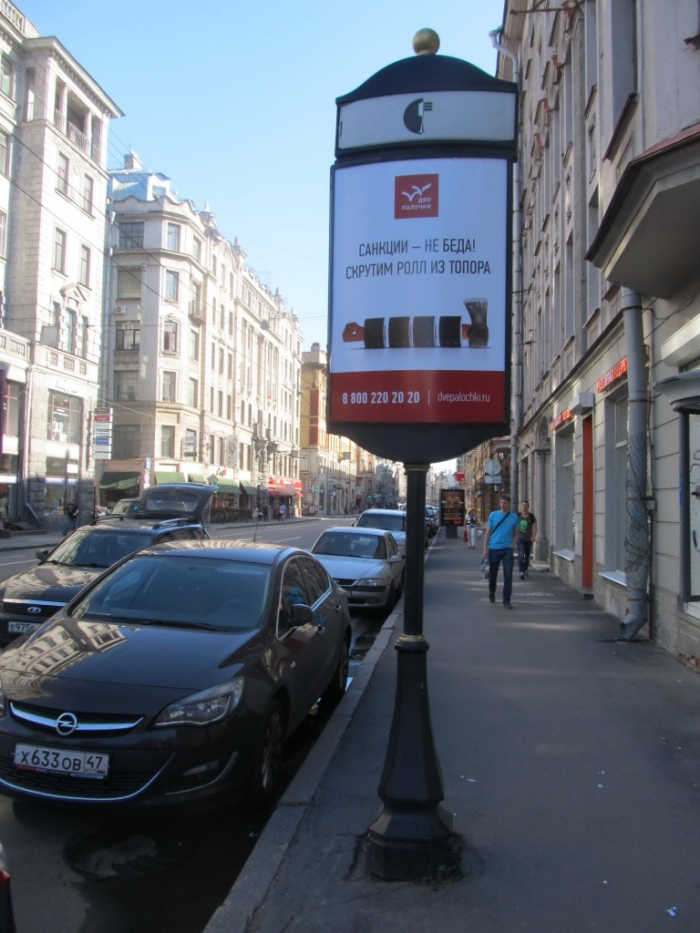 две
палочки
САНКЦИИ – НЕ БЕДА!
СКРУТИМ РОЛЛ ИЗ ТОПОРА
8 800 220 20 20 | dvepalochki.ru
Х633ОВ 47